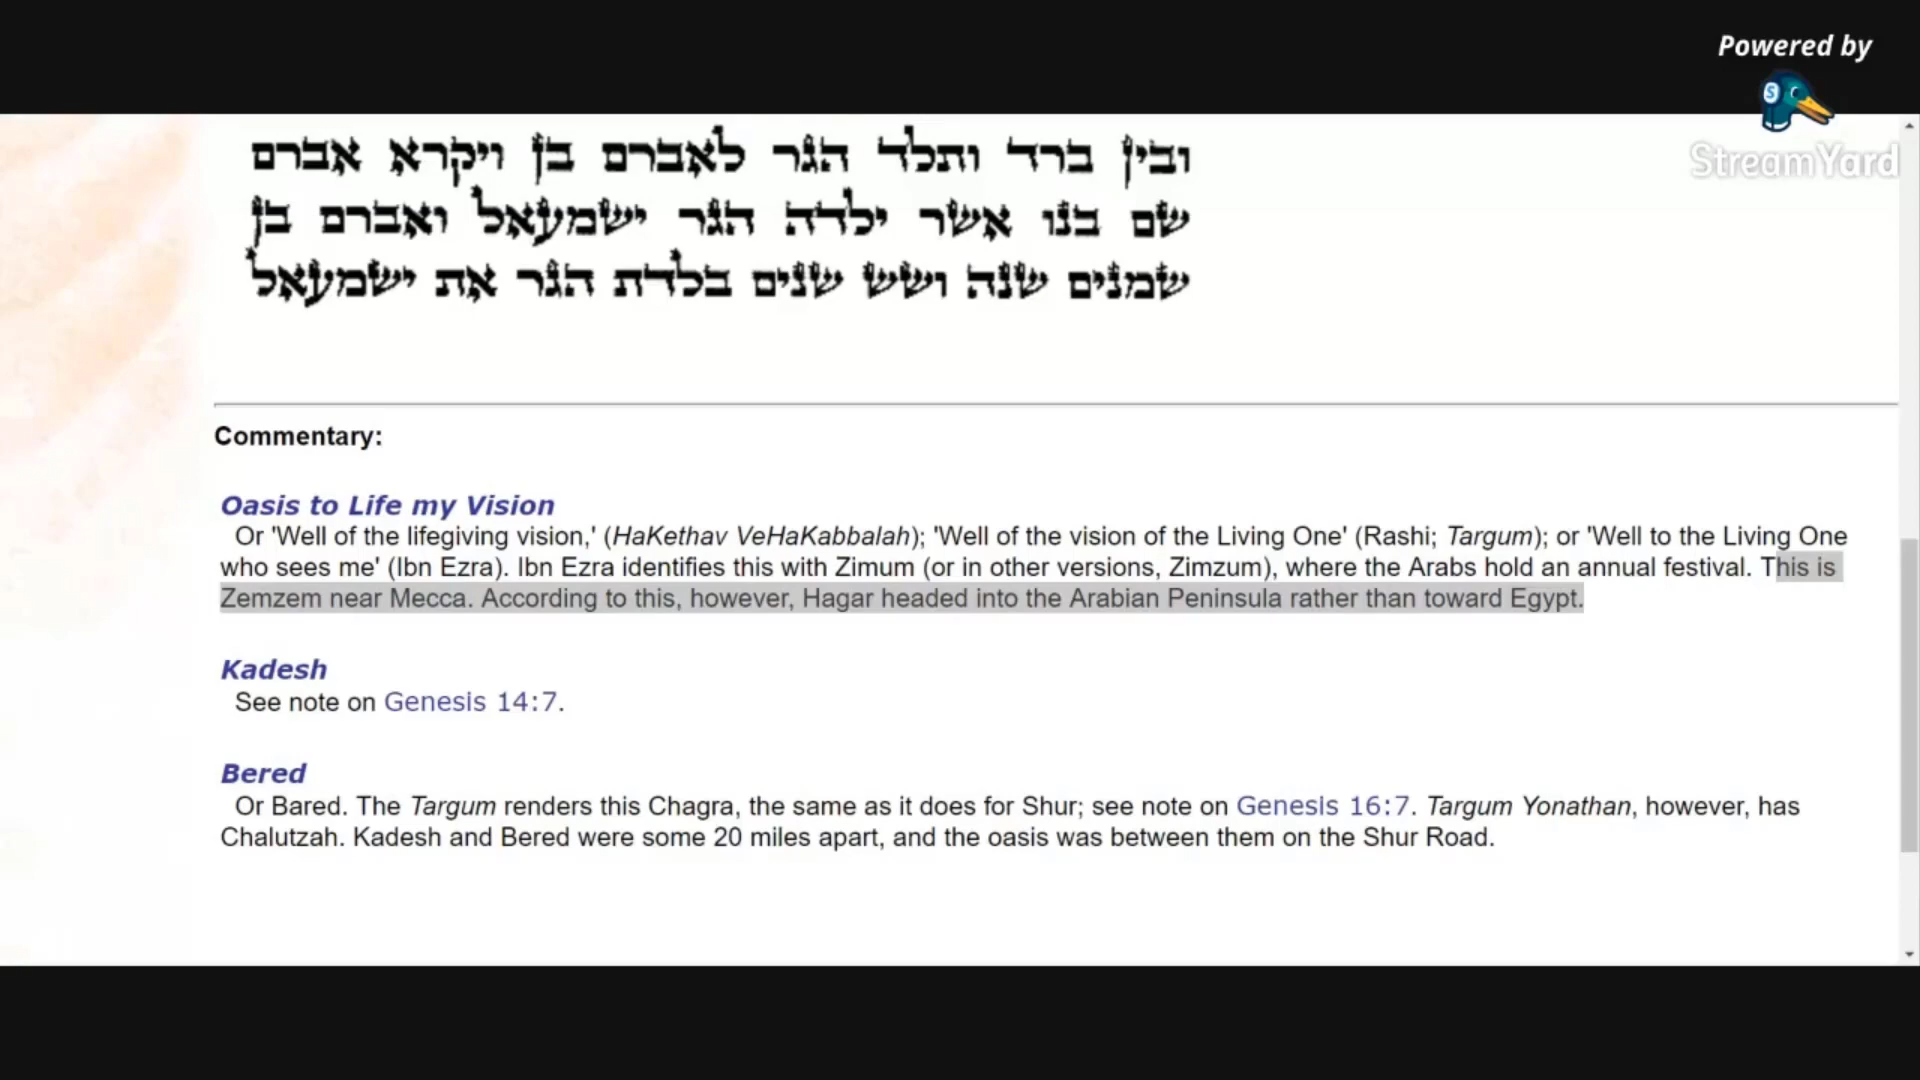 Powered by
StreamYard
ובין ברד ותלד הגר לאברם בן ויקרא אברם
שם בנו אשר ילדה הגר ישמעאל ואברם בן
שמנים שנה ושש שנים בלדת הגר את ישמעאל
Commentary:
Oasis to Life my Vision
Or 'Well of the lifegiving vision,' (HaKethav VeHaKabbalah); 'Well of the vision of the Living One' (Rashi; Targum); or 'Well to the Living One
who sees me' (Ibn Ezra). Ibn Ezra identifies this with Zimum (or in other versions, Zimzum), where the Arabs hold an annual festival. This is
Zemzem near Mecca. According to this, however, Hagar headed into the Arabian Peninsula rather than toward Egypt.
Kadesh
See note on Genesis 14:7.
Bered
Or Bared. The Targum renders this Chagra, the same as it does for Shur; see note on Genesis 16:7. Targum Yonathan, however, has
Chalutzah. Kadesh and Bered were some 20 miles apart, and the oasis was between them on the Shur Road.